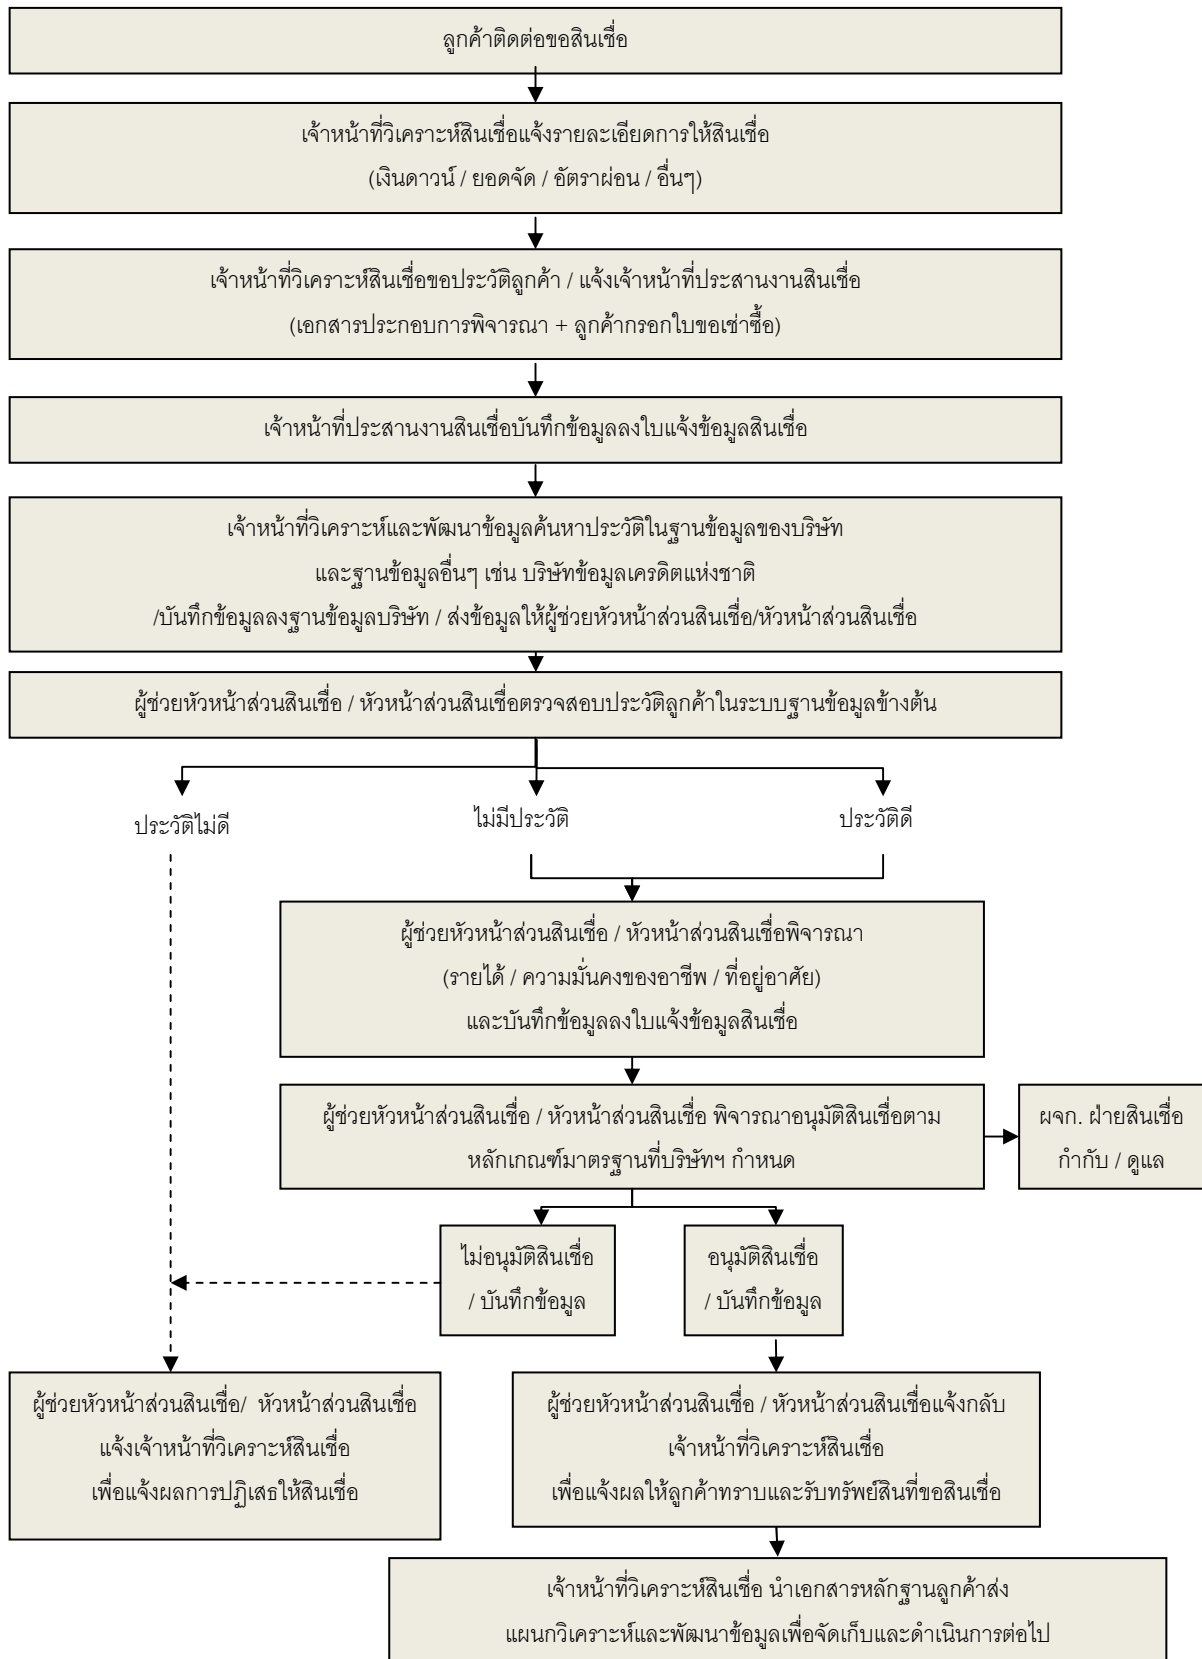 ลูกค้าติดต่อขอสินเชื่อ
เจ้าหน้าที่วิเคราะห์สินเชื่อแจ้งรายละเอียดการให้สินเชื่อ
(เงินดาวน์ / ยอดจัด / อัตราผ่อน / อื่นๆ)
เจ้าหน้าที่วิเคราะห์สินเชื่อขอประวัติลูกค้า / แจ้งเจ้าหน้าที่ประสานงานสินเชื่อ
(เอกสารประกอบการพิจารณา + ลูกค้ากรอกใบขอเช่าซื้อ)
เจ้าหน้าที่ประสานงานสินเชื่อบันทึกข้อมูลลงใบแจ้งข้อมูลสินเชื่อ
เจ้าหน้าที่วิเคราะห์และพัฒนาข้อมูลค้นหาประวัติในฐานข้อมูลของบริษัท
และฐานข้อมูลอื่นๆ เช่น บริษัทข้อมูลเครดิตแห่งชาติ
/บันทึกข้อมูลลงฐานข้อมูลบริษัท / ส่งข้อมูลให้ผู้ช่วยหัวหน้าส่วนสินเชื่อ/หัวหน้าส่วนสินเชื่อ
ผู้ช่วยหัวหน้าส่วนสินเชื่อ / หัวหน้าส่วนสินเชื่อตรวจสอบประวัติลูกค้าในระบบฐานข้อมูลข้างต้น
ประวัติไม่ดี
ไม่มีประวัติ
ประวัติดี
ผู้ช่วยหัวหน้าส่วนสินเชื่อ / หัวหน้าส่วนสินเชื่อพิจารณา
(รายได้ / ความมั่นคงของอาชีพ / ที่อยู่อาศัย)
และบันทึกข้อมูลลงใบแจ้งข้อมูลสินเชื่อ
ผู้ช่วยหัวหน้าส่วนสินเชื่อ / หัวหน้าส่วนสินเชื่อ พิจารณาอนุมัติสินเชื่อตาม
หลักเกณฑ์มาตรฐานที่บริษัทฯ กำหนด
ผจก. ฝ่ายสินเชื่อ
กำกับ / ดูแล
ไม่อนุมัติสินเชื่อ
/ บันทึกข้อมูล
อนุมัติสินเชื่อ
/ บันทึกข้อมูล
ผู้ช่วยหัวหน้าส่วนสินเชื่อ/ หัวหน้าส่วนสินเชื่อ
แจ้งเจ้าหน้าที่วิเคราะห์สินเชื่อ
เพื่อแจ้งผลการปฏิเสธให้สินเชื่อ
ผู้ช่วยหัวหน้าส่วนสินเชื่อ / หัวหน้าส่วนสินเชื่อแจ้งกลับ
เจ้าหน้าที่วิเคราะห์สินเชื่อ
เพื่อแจ้งผลให้ลูกค้าทราบและรับทรัพย์สินที่ขอสินเชื่อ
เจ้าหน้าที่วิเคราะห์สินเชื่อ นำเอกสารหลักฐานลูกค้าส่ง
แผนกวิเคราะห์และพัฒนาข้อมูลเพื่อจัดเก็บและดำเนินการต่อไป